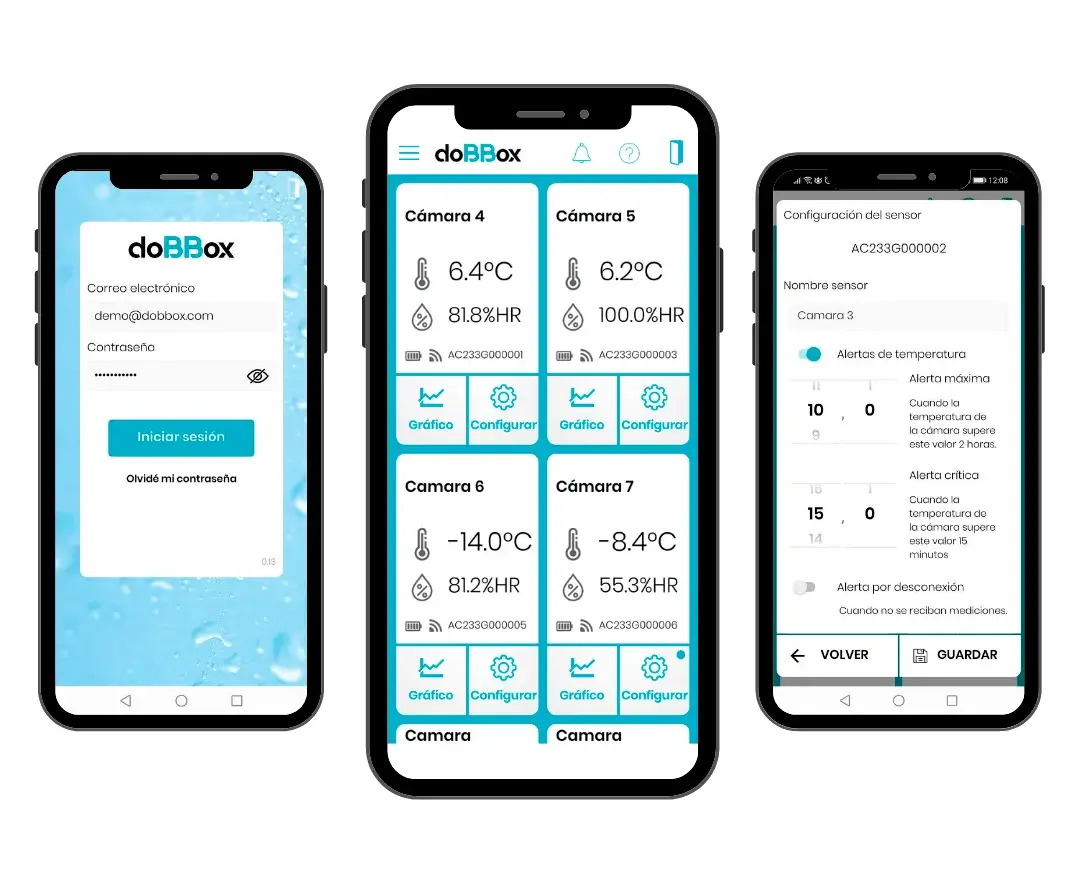 doBBox
Correo electrónico
demo@dobbox.com
Contraseña
•••••••••••
Iniciar sesión
Olvidé mi contraseña
0.13
doBBox
?
Cámara 4
6.4ºC
81.8%HR
AC233G000001
Gráfico
Configurar
Cámara 5
6.2ºC
100.0%HR
AC233G000003
Gráfico
Configurar
Camara 6
-14.0ºC
81.2%HR
AC233G000005
Gráfico
Configurar
Cámara 7
-8.4ºC
55.3%HR
AC233G000006
Gráfico
Configurar
Camara
Camara
12:08
Configuración del sensor
AC233G000002
Nombre sensor
Camara 3
Alertas de temperatura
11 1
10 , 0
9
Alerta máxima
Cuando la
temperatura de
la cámara supere
este valor 2 horas.
16 1
15 , 0
14
Alerta crítica
Cuando la
temperatura de
la cámara supere
este valor 15
minutos
Alerta por desconexión
Cuando no se reciban mediciones.
VOLVER
GUARDAR